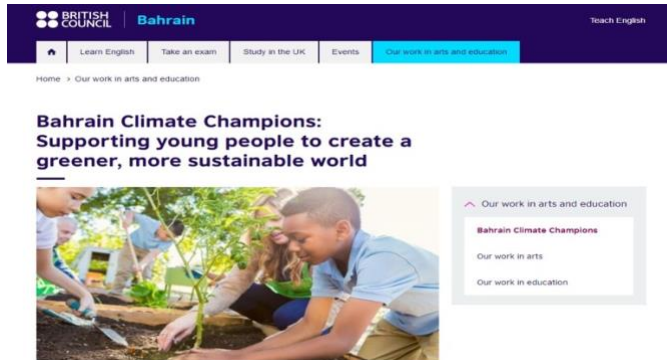 BRITISH
COUNCIL
Bahrain
Teach English
Learn English
Take an exam
Study in the UK
Events
Our work in arts and education
Home > Our work in arts and education
Bahrain Climate Champions:
Supporting young people to create a
greener, more sustainable world
Our work in arts and education
Bahrain Climate Champions
Our work in arts
Our work in education